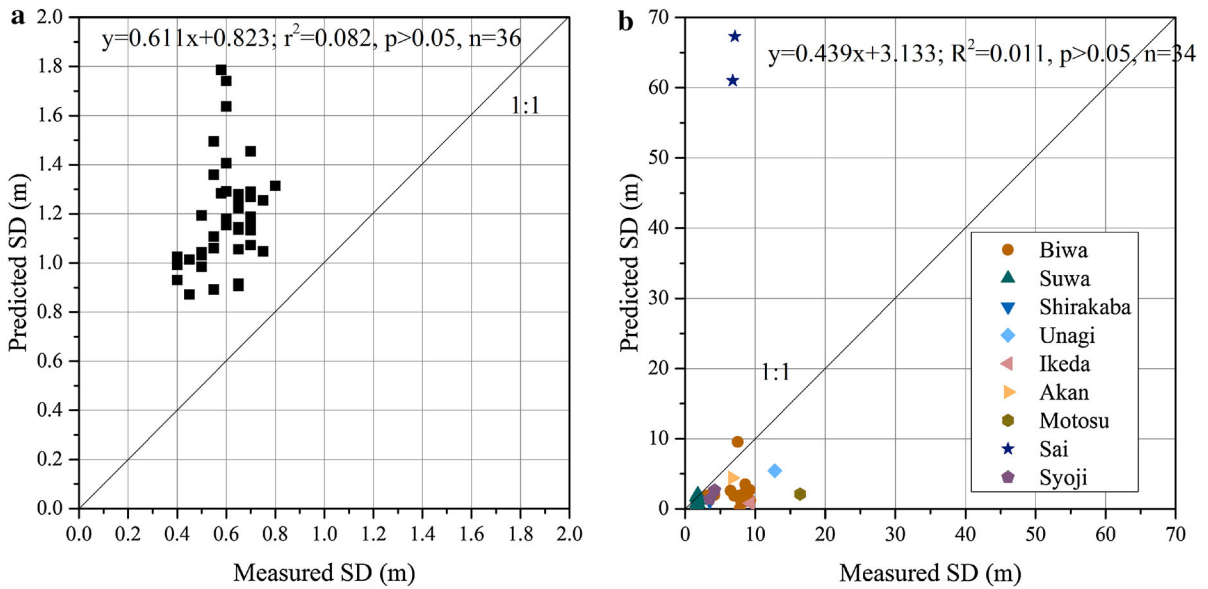 a
y=0.611x+0.823; r²=0.082, p>0.05, n=36
1:1
2.0
1.8
1.6
1.4
1.2
1.0
0.8
0.6
0.4
0.2
0.0
0.0 0.2 0.4 0.6 0.8 1.0 1.2 1.4 1.6 1.8 2.0
Predicted SD (m)
Measured SD (m)
b
y=0.439x+3.133; R²=0.011, p>0.05, n=34
1:1
70
60
50
40
30
20
10
0
0 10 20 30 40 50 60 70
Predicted SD (m)
Measured SD (m)
Biwa
Suwa
Shirakaba
Unagi
Ikeda
Akan
Motosu
Sai
Syoji